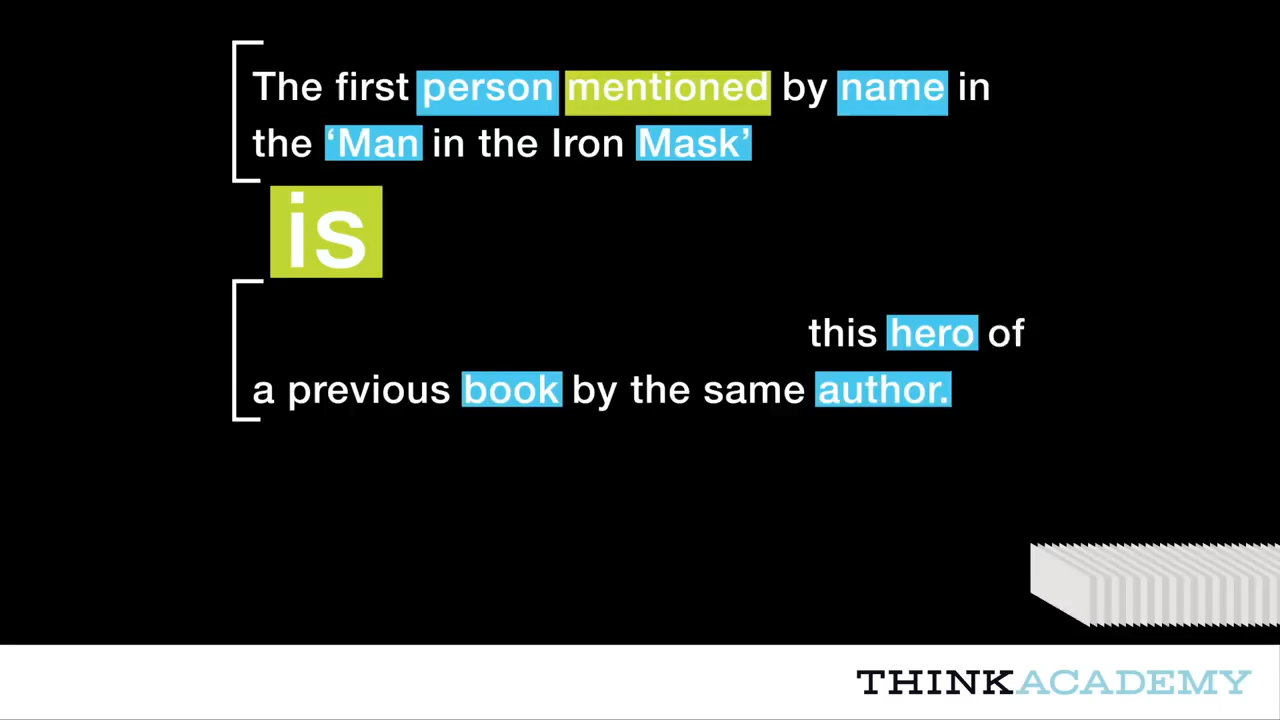 The first person mentioned by name in
the ‘Man in the Iron Mask’
is
this hero of
a previous book by the same author.
THINKACADEMY